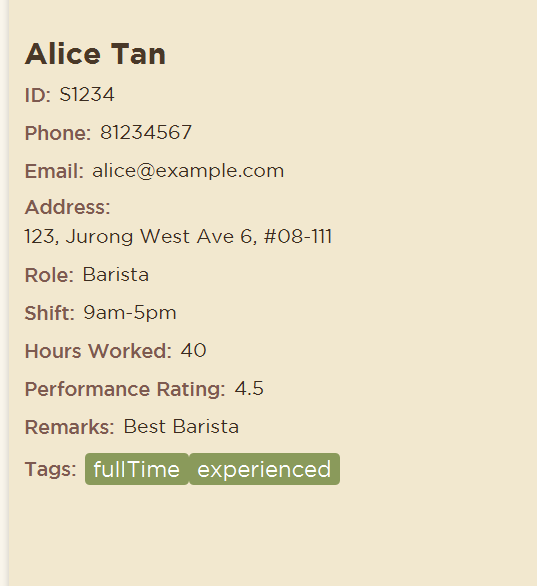 Alice Tan
ID: S1234
Phone: 81234567
Email: alice@example.com
Address:
123, Jurong West Ave 6, #08-111
Role: Barista
Shift: 9am-5pm
Hours Worked: 40
Performance Rating: 4.5
Remarks: Best Barista
Tags: fullTime experienced